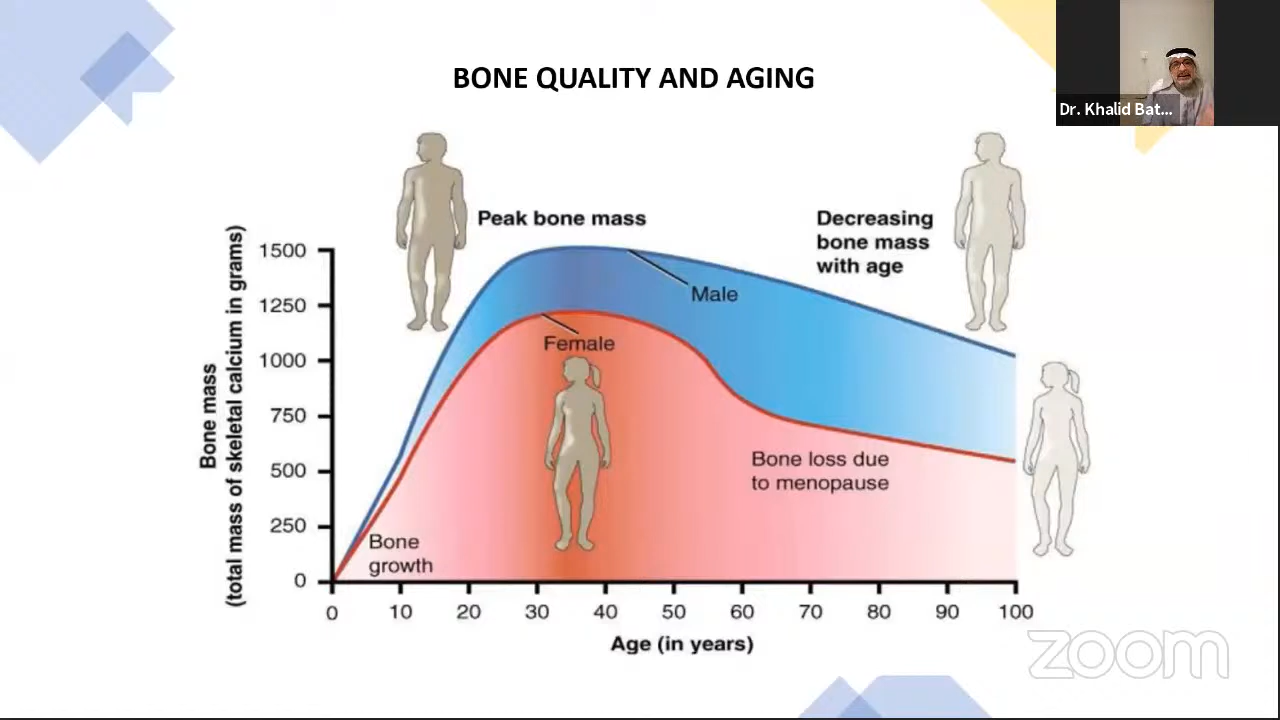 BONE QUALITY AND AGING
Dr. Khalid Bat...
Peak bone mass
Decreasing
bone mass
with age
Male
Female
Bone loss due
to menopause
Bone
growth
Bone mass
(total mass of skeletal calcium in grams)
1500
1250
1000
750
500
250
0
0 10 20 30 40 50 60 70 80 90 100
Age (in years)
zoom